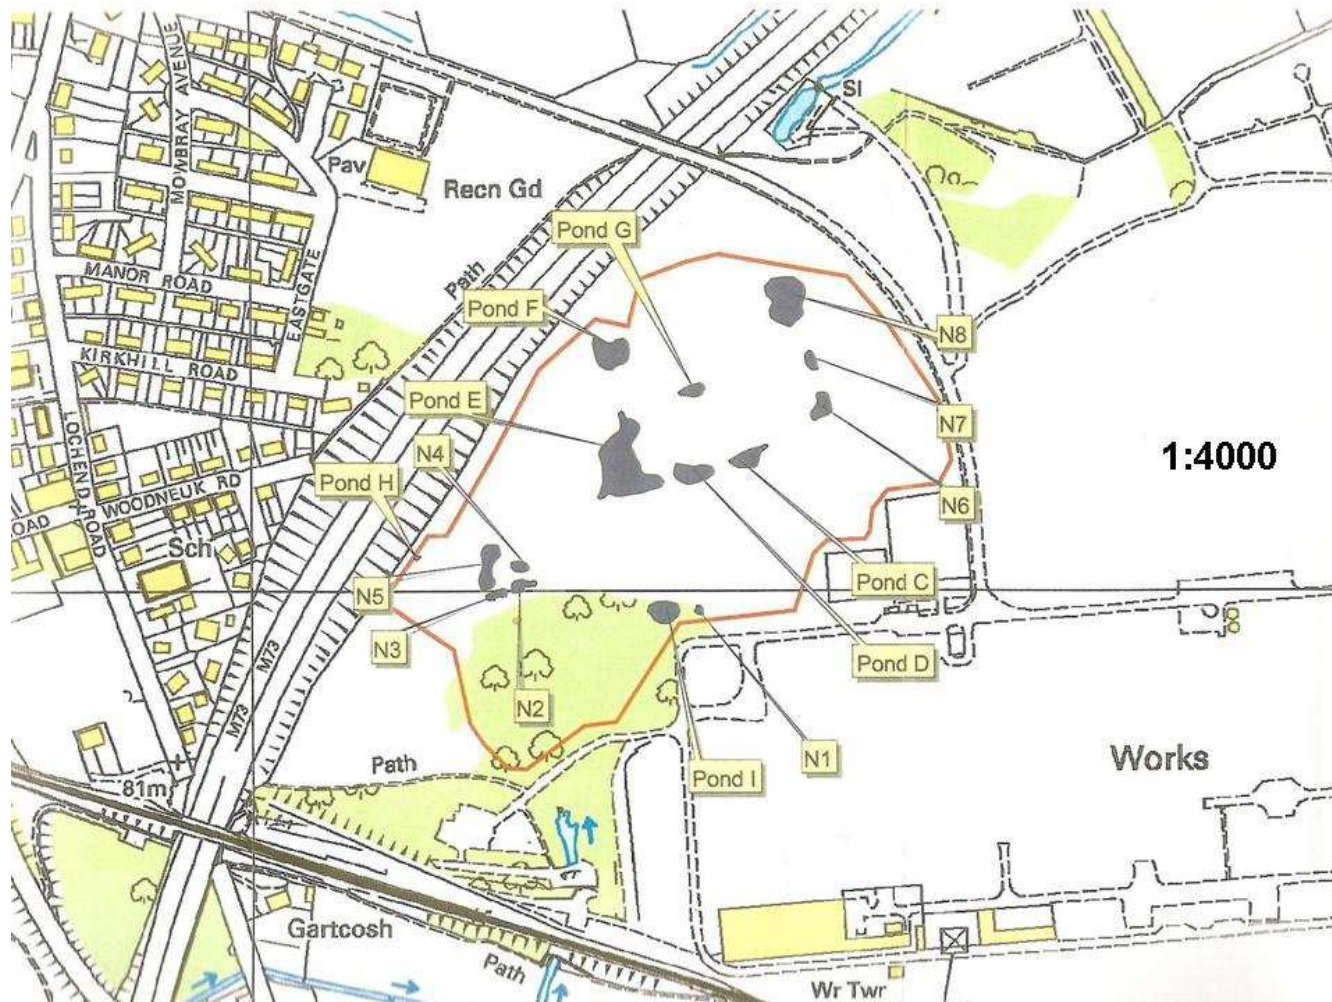 MOWBRAY AVENUE
SI
Pav
Recn Gd
Pond G
Path
MANOR ROAD
EASTGATE
Pond F
N8
KIRKHILL ROAD
Pond E
N7
N4
LOCHEND ROAD
1:4000
Pond H
WOODNEUK RD
OAD
N6
Sch
Pond C
N5
N3
M73
Pond D
N2
M73
N1
Works
Path
Pond I
81m
Gartcosh
Path
Wr Twr